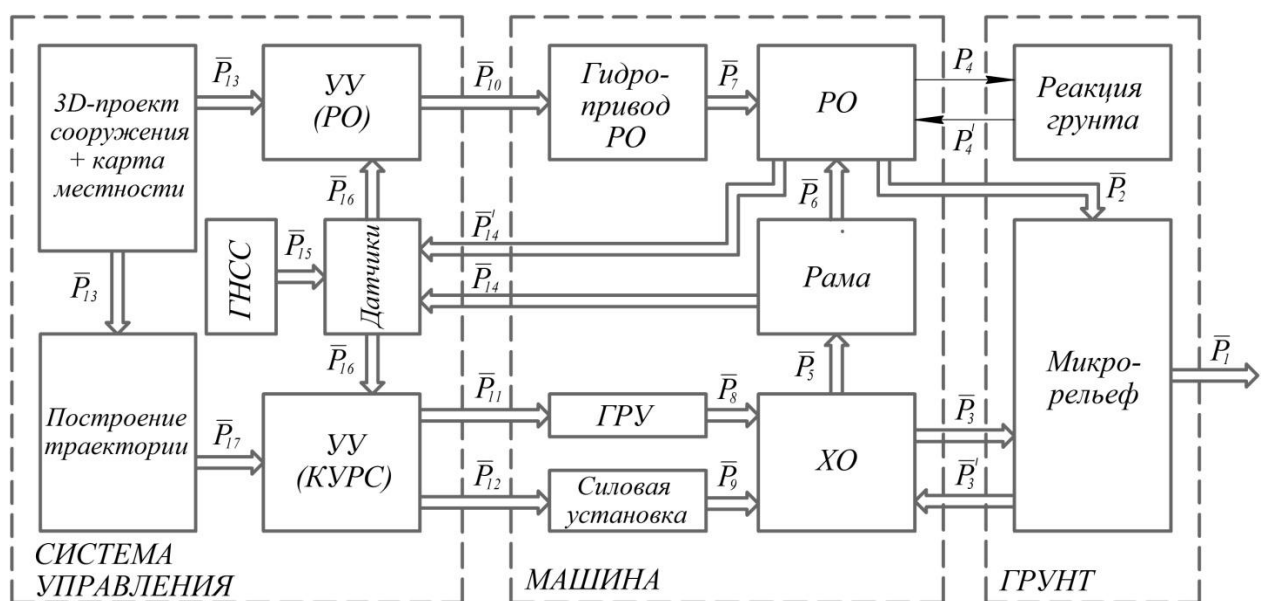 3D-проект
сооружения
+ карта
местности
P̅₁₃
УУ
(РО)
P̅₁₀
Гидро-
привод
РО
P̅₇
РО
P₄
P₄'
Реакция
грунта
P̅₁₆
P̅₁₄'
P̅₆
P̅₂
ГНСС
P̅₁₅
Датчики
P̅₁₄
Рама
P̅₁₃
P̅₁₆
P̅₅
Микро-
рельеф
P̅₁
Построение
траектории
P̅₁₇
УУ
(КУРС)
P̅₁₁
ГРУ
P̅₈
ХО
P̅₃
P̅₃'
P̅₁₂
Силовая
установка
P̅₉
СИСТЕМА
УПРАВЛЕНИЯ
МАШИНА
ГРУНТ